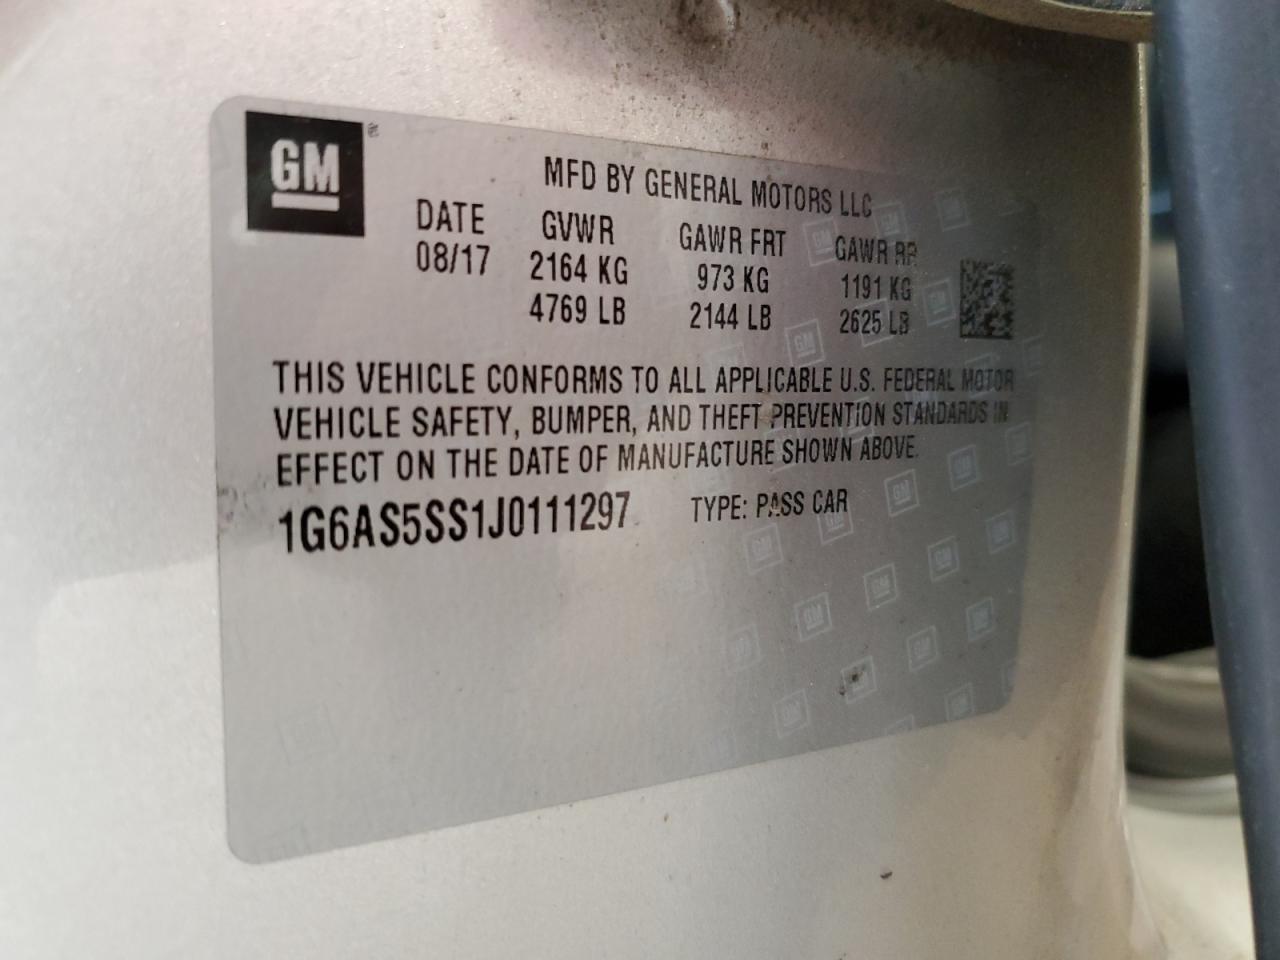 GM
MFD BY GENERAL MOTORS LLC
DATE GVWR GAWR FRT GAWR RR
08/17 2164 KG 973 KG 1191 KG
4769 LB 2144 LB 2625 LB
THIS VEHICLE CONFORMS TO ALL APPLICABLE U.S. FEDERAL MOTOR
VEHICLE SAFETY, BUMPER, AND THEFT PREVENTION STANDARDS IN
EFFECT ON THE DATE OF MANUFACTURE SHOWN ABOVE.
1G6AS5SS1J0111297 TYPE: PASS CAR